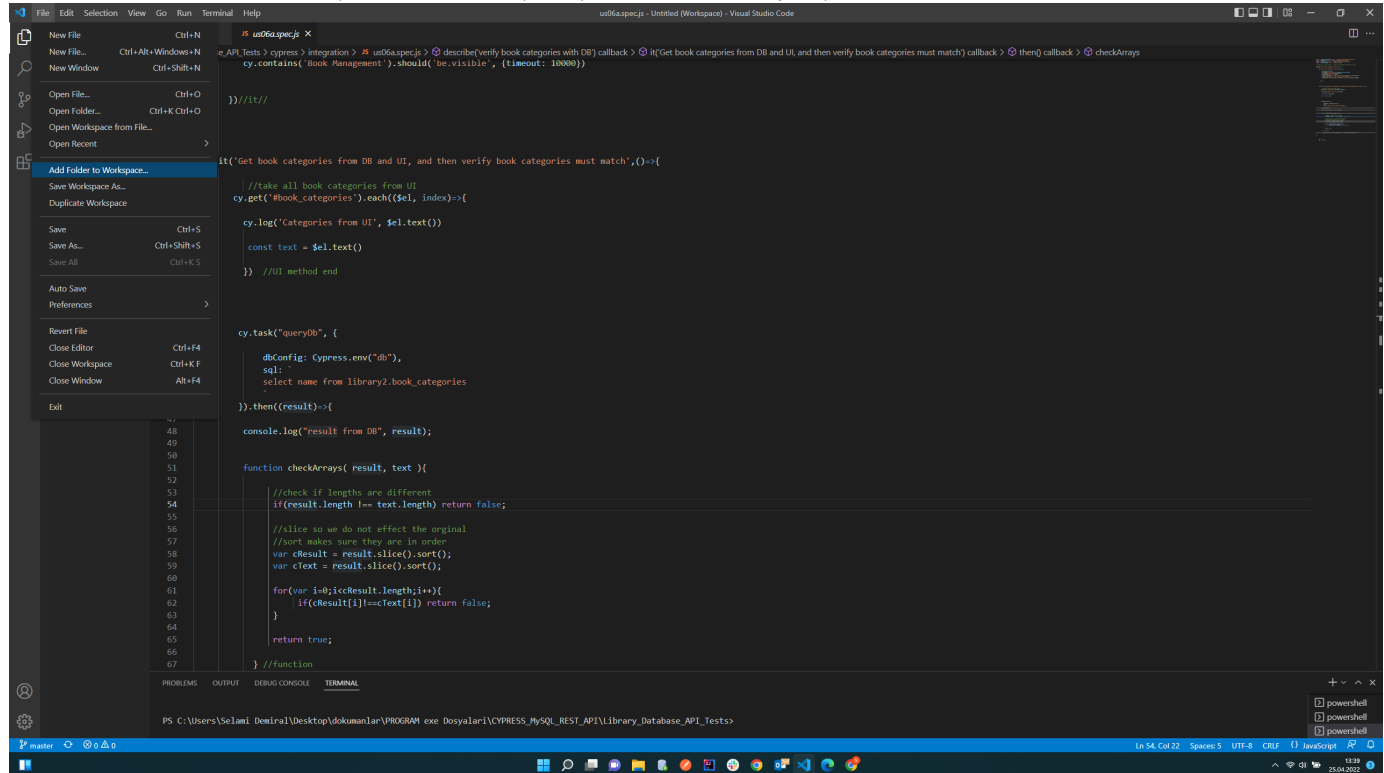 File Edit Selection View Go Run Terminal Help
us06a.spec.js - Untitled (Workspace) - Visual Studio Code
New File Ctrl+N
New File... Ctrl+Alt+Windows+N
New Window Ctrl+Shift+N
Open File... Ctrl+O
Open Folder... Ctrl+K Ctrl+O
Open Workspace from File...
Open Recent
Add Folder to Workspace...
Save Workspace As...
Duplicate Workspace
Save Ctrl+S
Save As... Ctrl+Shift+S
Save All Ctrl+K S
Auto Save
Preferences
Revert File
Close Editor Ctrl+F4
Close Workspace Ctrl+K F
Close Window Alt+F4
Exit
JS us06a.spec.js
e_API_Tests > cypress > integration > JS us06a.spec.js > describe('verify book categories with DB') callback > it('Get book categories from DB and UI, and then verify book categories must match') callback > then() callback > checkArrays
cy.contains('Book Management').should('be.visible', {timeout: 10000})
})//it//
it('Get book categories from DB and UI, and then verify book categories must match',()=>{
//take all book categories from UI
cy.get('#book_categories').each(($el, index)=>{
cy.log('Categories from UI', $el.text())
const text = $el.text()
}) //UI method end
cy.task("queryDb", {
dbConfig: Cypress.env("db"),
sql: `
select name from library2.book_categories
`
}).then((result)=>{
47
48 console.log("result from DB", result);
49
50
51 function checkArrays( result, text ){
52
53 //check if lengths are different
54 if(result.length !== text.length) return false;
55
56 //slice so we do not effect the orginal
57 //sort makes sure they are in order
58 var cResult = result.slice().sort();
59 var cText = result.slice().sort();
60
61 for(var i=0;i<cResult.length;i++){
62 if(cResult[i]!==cText[i]) return false;
63 }
64
65 return true;
66
67 } //function
PROBLEMS OUTPUT DEBUG CONSOLE TERMINAL
PS C:\Users\Selami Demiral\Desktop\dokumanlar\PROGRAM exe Dosyalari\CYPRESS_MySQL_REST_API\Library_Database_API_Tests>
powershell
powershell
powershell
master 0 0
Ln 54, Col 22 Spaces: 5 UTF-8 CRLF {} JavaScript
13:39
25.04.2022